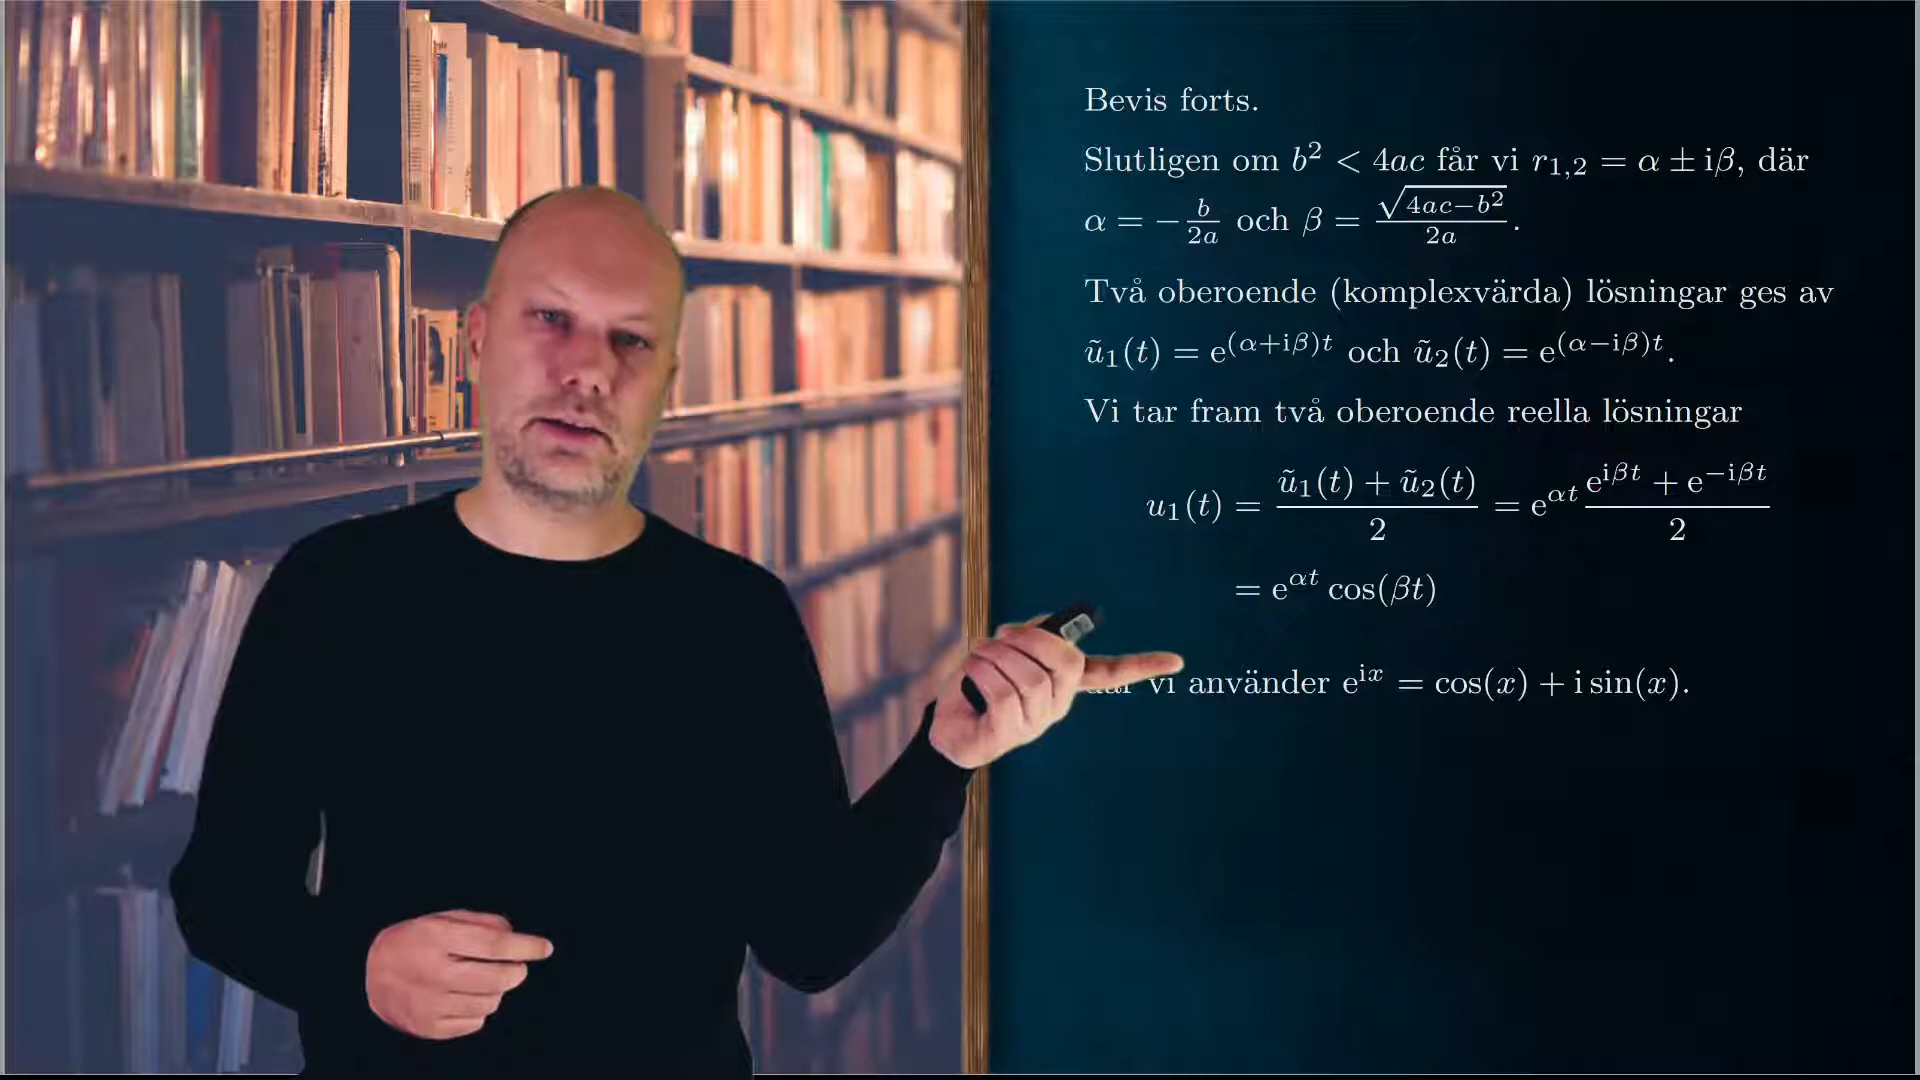 Bevis forts.
Slutligen om b² < 4ac får vi r₁,₂ = α ± iβ, där
α = −b/2a och β = √(4ac−b²)/2a.
Två oberoende (komplexvärda) lösningar ges av
ũ₁(t) = e^(α+iβ)t och ũ₂(t) = e^(α−iβ)t.
Vi tar fram två oberoende reella lösningar
u₁(t) = (ũ₁(t) + ũ₂(t))/2 = e^αt (e^iβt + e^−iβt)/2
= e^αt cos(βt)
vi använder e^ix = cos(x) + i sin(x).